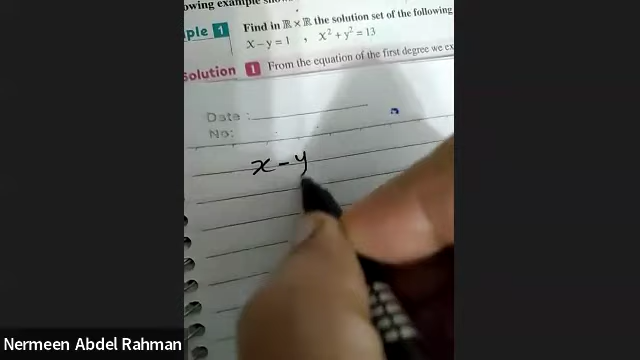 owing example
ple 1 Find in ℝ × ℝ the solution set of the following
x – y = 1 , x² + y² = 13
Solution 1 From the equation of the first degree we ex
Date :
No:
x – y
Nermeen Abdel Rahman